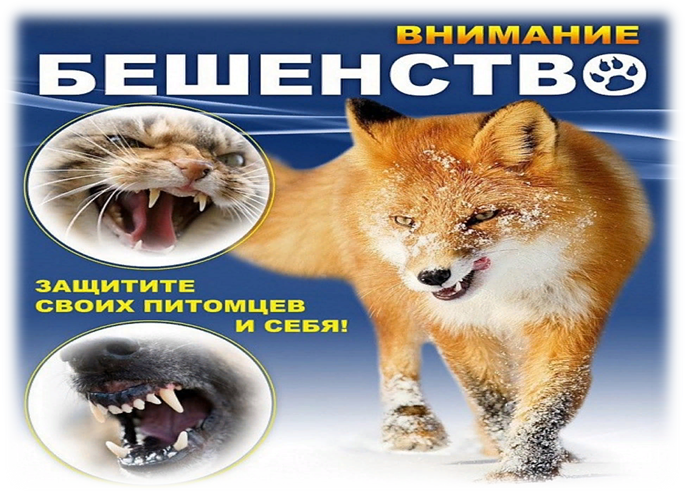 ВНИМАНИЕ
БЕШЕНСТВО
ЗАЩИТИТЕ
СВОИХ ПИТОМЦЕВ
И СЕБЯ!